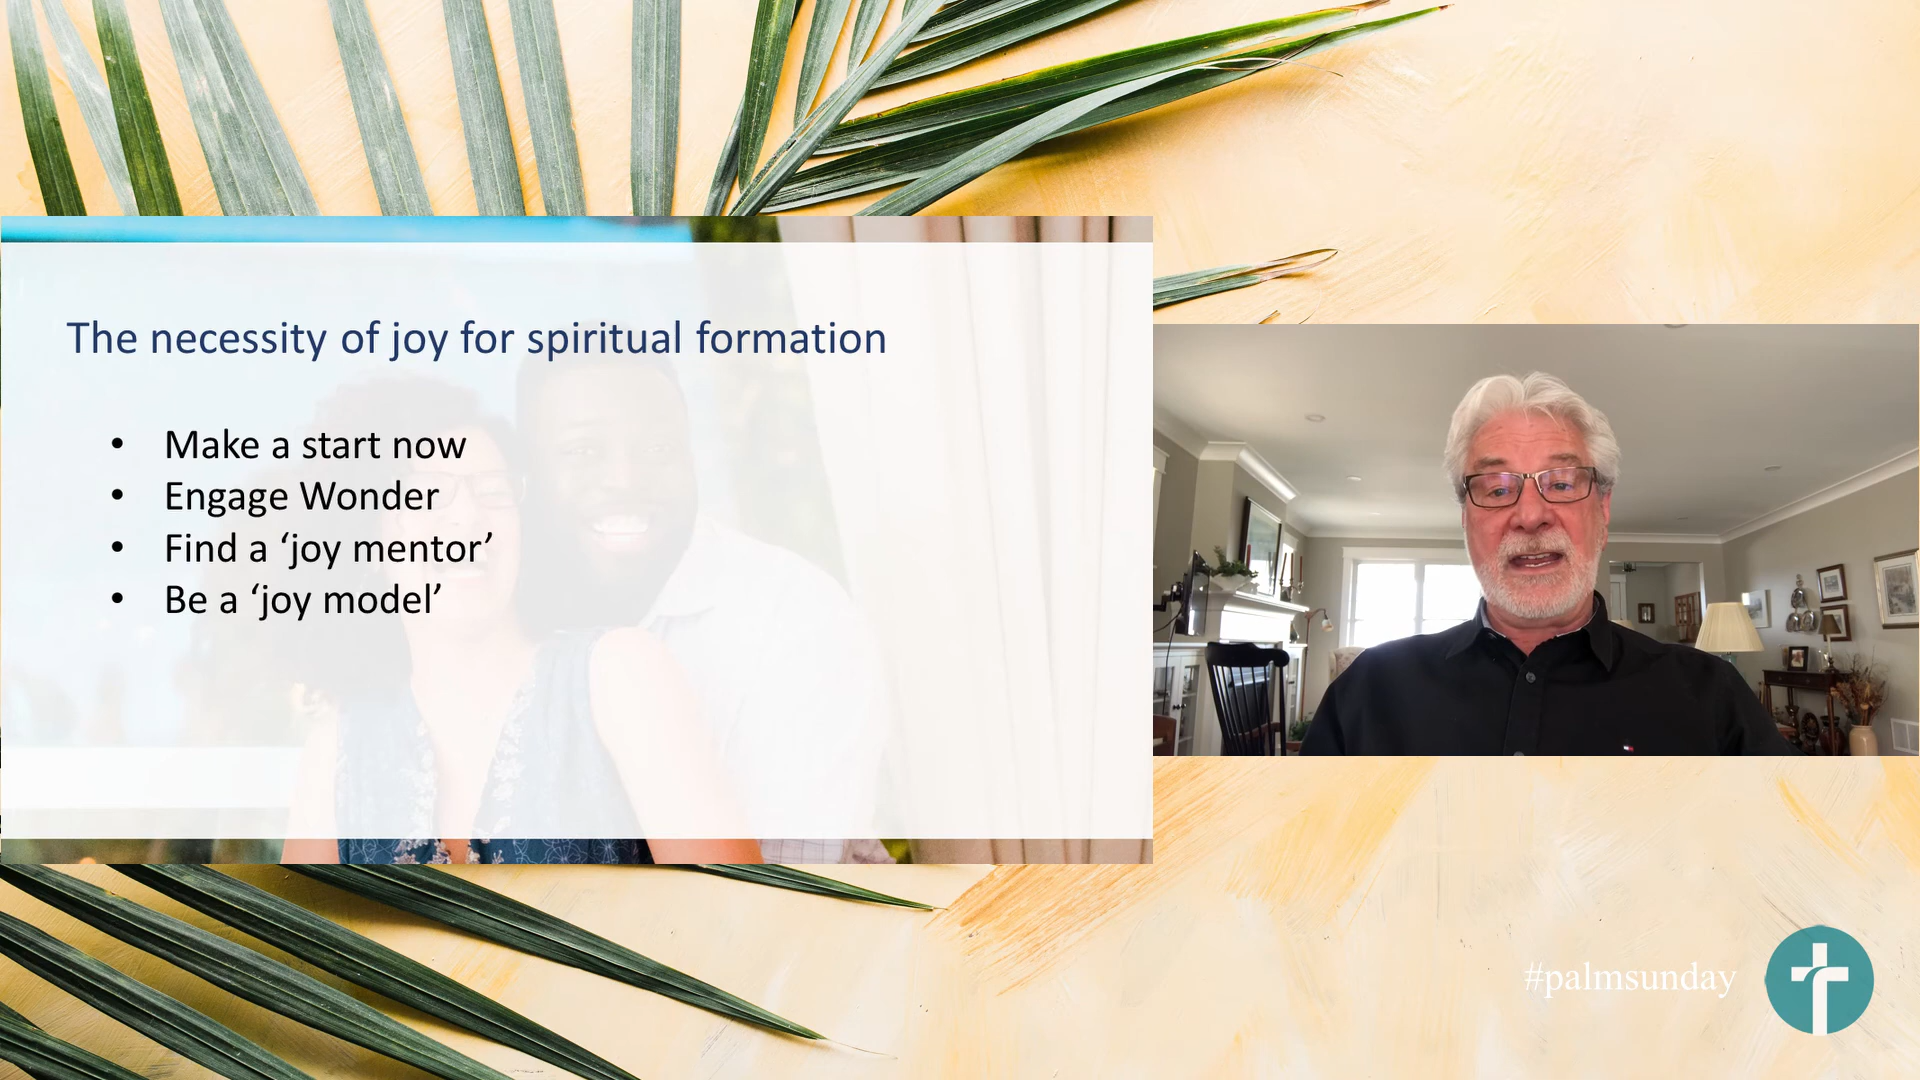 The necessity of joy for spiritual formation
• Make a start now
• Engage Wonder
• Find a ‘joy mentor’
• Be a ‘joy model’
#palmsunday